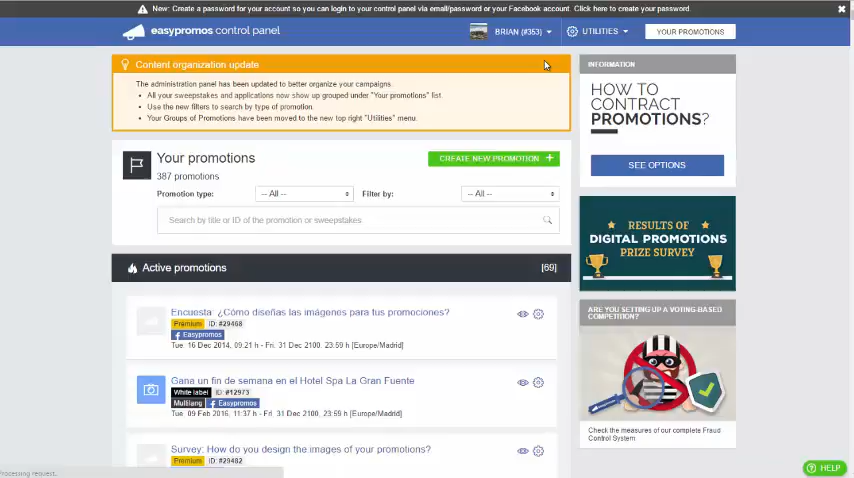 New: Create a password for your account so you can login to your control panel via email/password or your Facebook account. Click here to create your password.
easypromos control panel
BRIAN (#353)
UTILITIES
YOUR PROMOTIONS
Content organization update
The administration panel has been updated to better organize your campaigns.
All your sweepstakes and applications now show up grouped under "Your promotions" list.
Use the new filters to search by type of promotion.
Your Groups of Promotions have been moved to the new top right "Utilities" menu.
Your promotions
387 promotions
CREATE NEW PROMOTION +
Promotion type:
-- All --
Filter by:
-- All --
Search by title or ID of the promotion or sweepstakes
Active promotions
[69]
Encuesta: ¿Cómo diseñas las imágenes para tus promociones?
Premium ID: #29468
Easypromos
Tue. 16 Dec 2014, 09:21 h - Fri. 31 Dec 2100, 23:59 h [Europe/Madrid]
Gana un fin de semana en el Hotel Spa La Gran Fuente
White label ID: #12973
Multilang Easypromos
Tue. 09 Feb 2016, 11:37 h - Fri. 31 Dec 2100, 23:59 h [Europe/Madrid]
Survey: How do you design the images of your promotions?
Premium ID: #29482
INFORMATION
HOW TO
CONTRACT
PROMOTIONS?
SEE OPTIONS
RESULTS OF
DIGITAL PROMOTIONS
PRIZE SURVEY
ARE YOU SETTING UP A VOTING-BASED
COMPETITION?
Check the measures of our complete Fraud
Control System
HELP
Processing request...